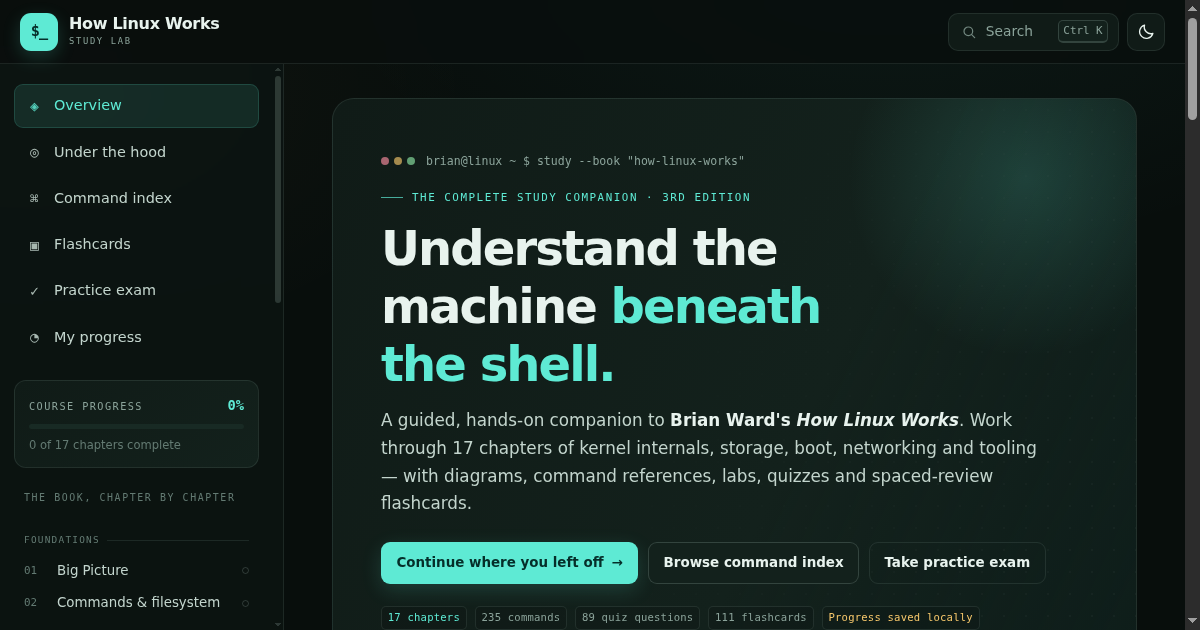 $_
How Linux Works
STUDY LAB
Search
Ctrl K
Overview
Under the hood
Command index
Flashcards
Practice exam
My progress
COURSE PROGRESS
0%
0 of 17 chapters complete
THE BOOK, CHAPTER BY CHAPTER
FOUNDATIONS
01 Big Picture
02 Commands & filesystem
brian@linux ~ $ study --book "how-linux-works"
THE COMPLETE STUDY COMPANION · 3RD EDITION
Understand the
machine beneath
the shell.
A guided, hands-on companion to Brian Ward's How Linux Works. Work
through 17 chapters of kernel internals, storage, boot, networking and tooling
— with diagrams, command references, labs, quizzes and spaced-review
flashcards.
Continue where you left off →
Browse command index
Take practice exam
17 chapters
235 commands
89 quiz questions
111 flashcards
Progress saved locally